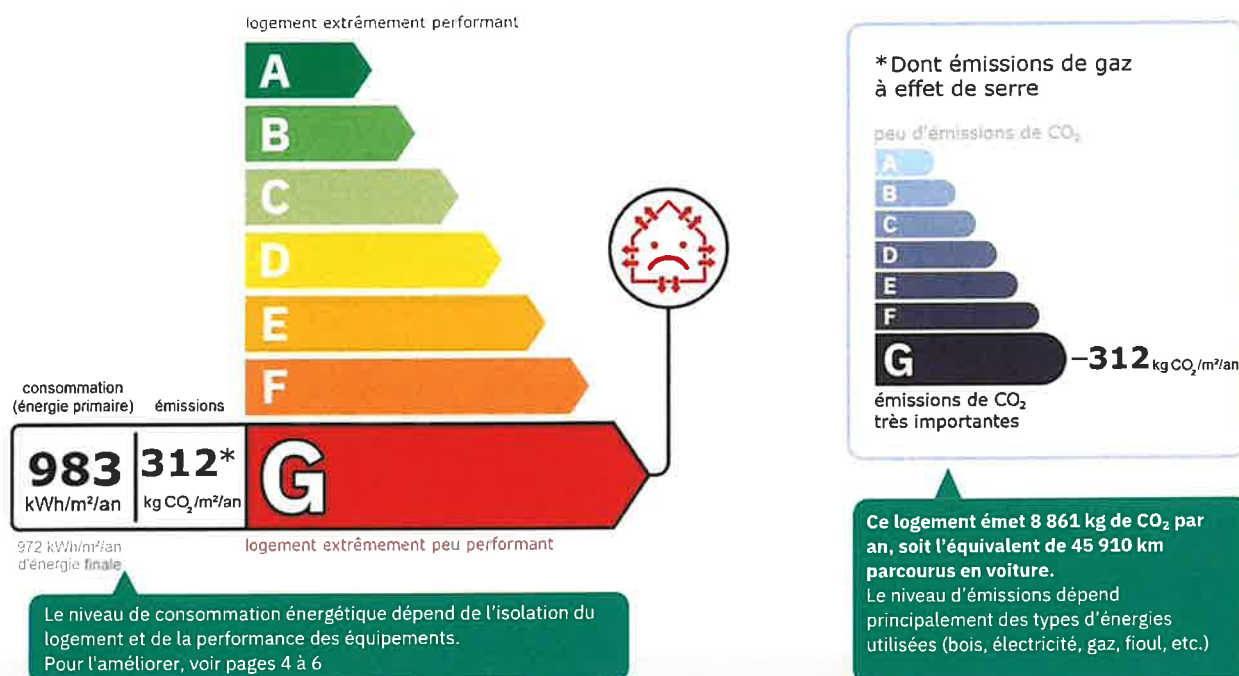 logement extrêmement performant
A
B
C
D
E
F
consommation
(énergie primaire)
émissions
983
kWh/m²/an
312*
kg CO₂/m²/an
G
972 kWh/m²/an
d'énergie finale
logement extrêmement peu performant
Le niveau de consommation énergétique dépend de l'isolation du
logement et de la performance des équipements.
Pour l'améliorer, voir pages 4 à 6
*Dont émissions de gaz
à effet de serre
peu d'émissions de CO₂
A
B
C
D
E
F
G
312 kg CO₂/m²/an
émissions de CO₂
très importantes
Ce logement émet 8 861 kg de CO₂ par
an, soit l'équivalent de 45 910 km
parcourus en voiture.
Le niveau d'émissions dépend
principalement des types d'énergies
utilisées (bois, électricité, gaz, fioul, etc.)